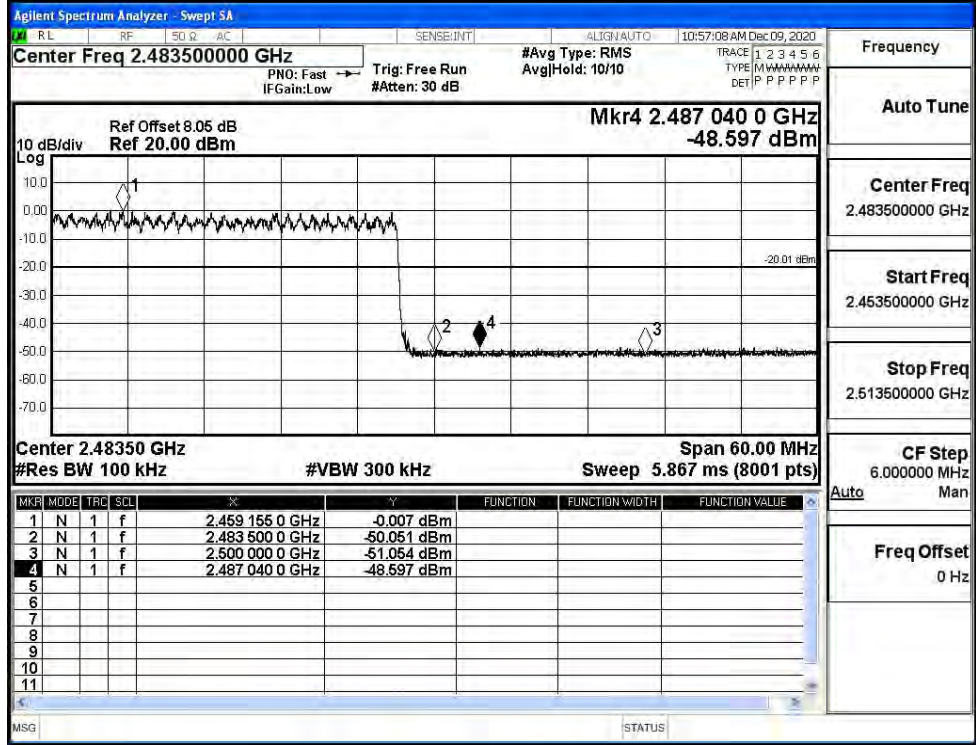 Agilent Spectrum Analyzer - Swept SA
RL RF 50 Ω AC SENSE:INT ALIGNAUTO 10:57:08 AM Dec 09, 2020
Center Freq 2.483500000 GHz
PNO: Fast
IFGain:Low
Trig: Free Run
#Atten: 30 dB
#Avg Type: RMS
Avg|Hold: 10/10
TRACE 1 2 3 4 5 6
TYPE M WWWWW
DET P P P P P P
Ref Offset 8.05 dB
10 dB/div Ref 20.00 dBm
Log
Mkr4 2.487 040 0 GHz
-48.597 dBm
10.0
0.00
-10.0
-20.0
-30.0
-40.0
-50.0
-60.0
-70.0
1
2
4
3
-20.01 dBm
Center 2.48350 GHz Span 60.00 MHz
#Res BW 100 kHz #VBW 300 kHz Sweep 5.867 ms (8001 pts)
MKR MODE TRC SCL X Y FUNCTION FUNCTION WIDTH FUNCTION VALUE
1 N 1 f 2.459 155 0 GHz -0.007 dBm
2 N 1 f 2.483 500 0 GHz -50.051 dBm
3 N 1 f 2.500 000 0 GHz -51.054 dBm
4 N 1 f 2.487 040 0 GHz -48.597 dBm
5
6
7
8
9
10
11
MSG STATUS
Frequency
Auto Tune
Center Freq
2.483500000 GHz
Start Freq
2.453500000 GHz
Stop Freq
2.513500000 GHz
CF Step
6.000000 MHz
Auto Man
Freq Offset
0 Hz